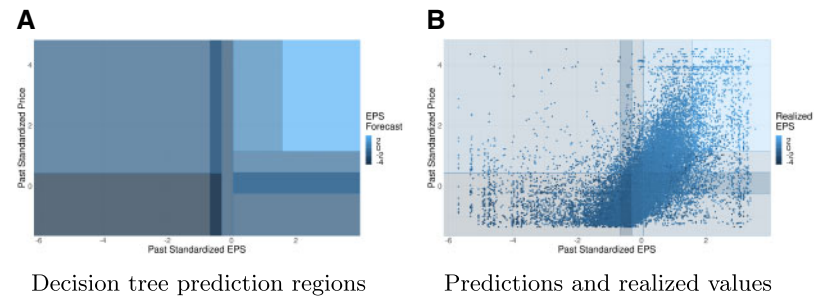 A
B
4
2
0
Past Standardized Price
-6
-4
-2
0
2
Past Standardized EPS
EPS
Forecast
4
2
0
Past Standardized Price
-6
-4
-2
0
2
Past Standardized EPS
Realized
EPS
Decision tree prediction regions
Predictions and realized values